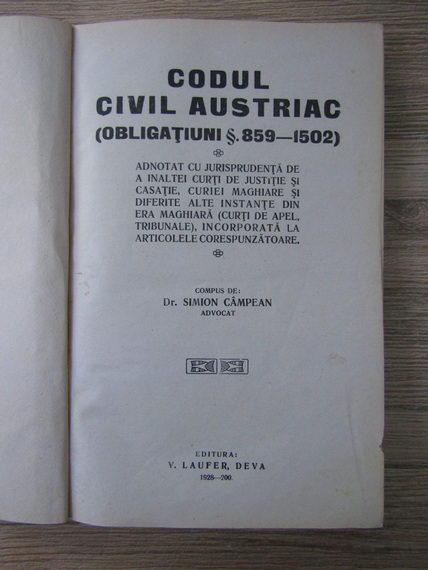 CODUL
CIVIL AUSTRIAC
(OBLIGAȚIUNI §. 859—1502)
ADNOTAT CU JURISPRUDENȚĂ DE
A INALTEI CURȚI DE JUSTIȚIE ȘI
CASAȚIE, CURIEI MAGHIARE ȘI
DIFERITE ALTE INSTANȚE DIN
ERA MAGHIARĂ (CURȚI DE APEL,
TRIBUNALE), INCORPORATĂ LA
ARTICOLELE CORESPUNZĂTOARE.
COMPUS DE:
Dr. SIMION CÂMPEAN
ADVOCAT
EDITURA:
V. LAUFER, DEVA
1928—200.